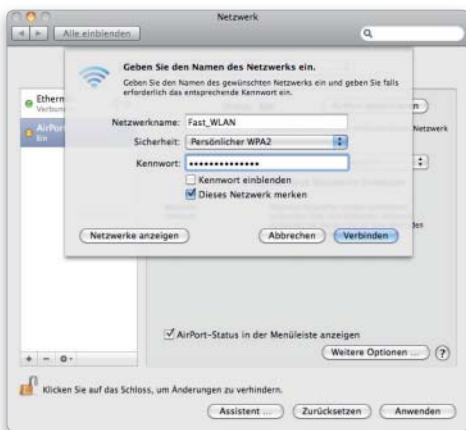 Netzwerk
Alle einblenden
Geben Sie den Namen des Netzwerks ein.
Geben Sie den Namen des gewünschten Netzwerks ein und geben Sie falls
erforderlich das entsprechende Kennwort ein.
Ethern
Verbun
AirPort
Ein
Netzwerkname: Fast_WLAN
Netzwerk
Sicherheit: Persönlicher WPA2
Kennwort: ••••••••••••••
Kennwort einblenden
Dieses Netzwerk merken
des
Netzwerke anzeigen
Abbrechen
Verbinden
AirPort-Status in der Menüleiste anzeigen
Weitere Optionen ...
?
Klicken Sie auf das Schloss, um Änderungen zu verhindern.
Assistent ...
Zurücksetzen
Anwenden